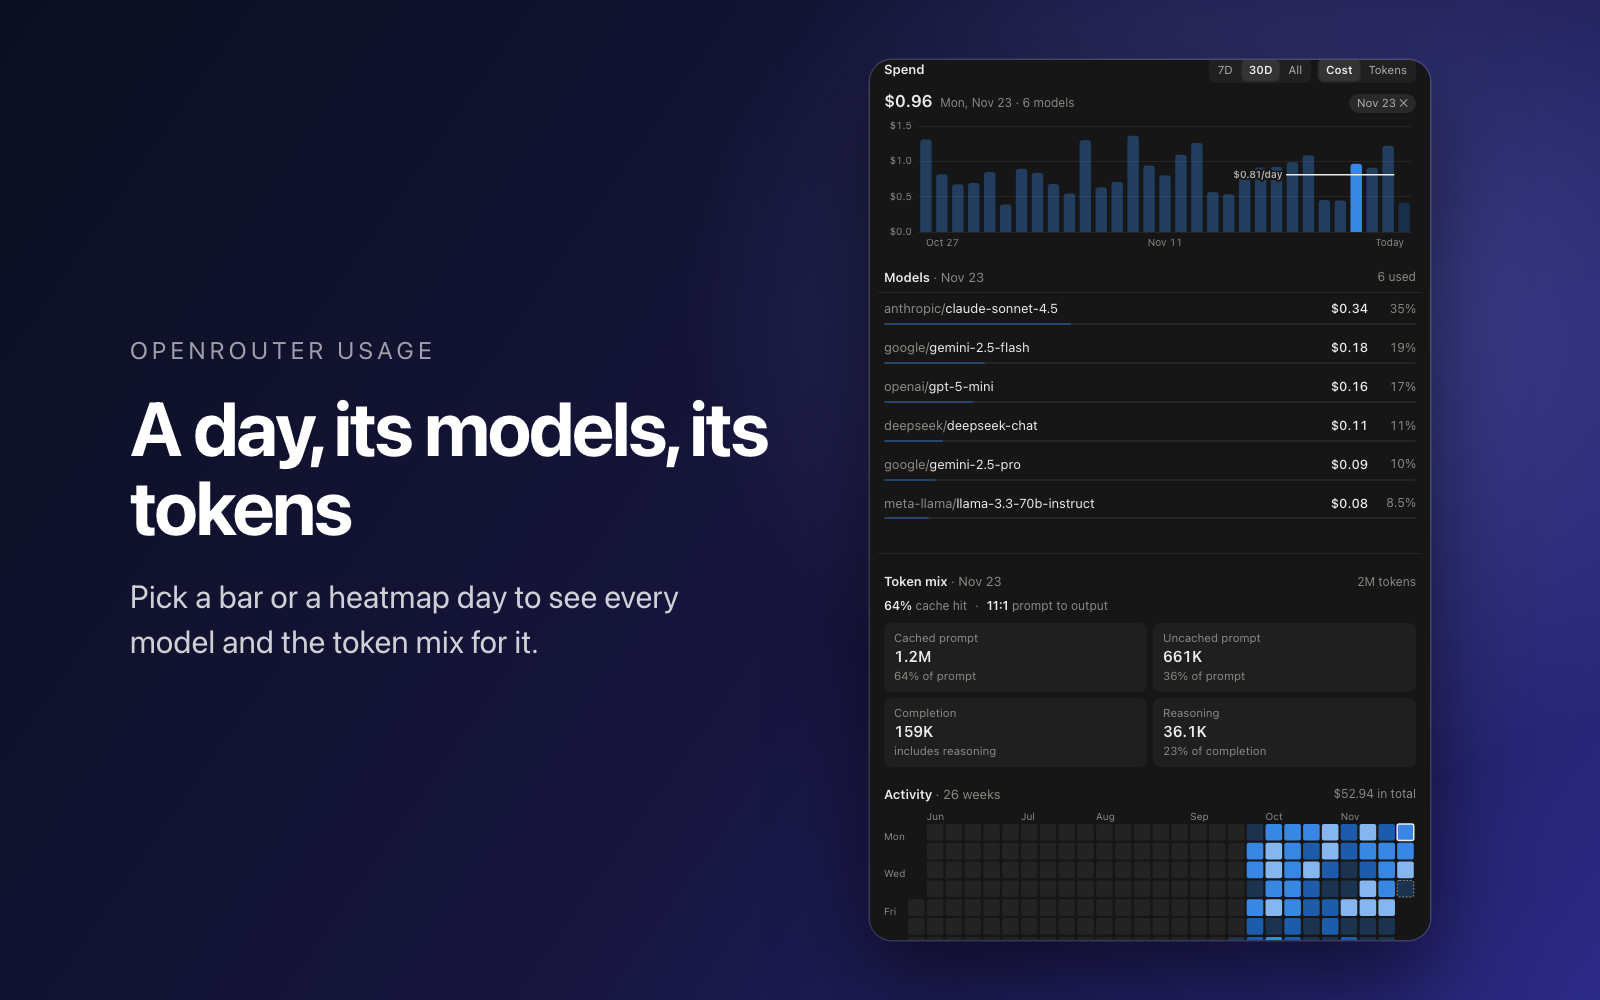 OPENROUTER USAGE
A day, its models, its
tokens
Pick a bar or a heatmap day to see every
model and the token mix for it.
Spend 7D 30D All Cost Tokens
$0.96 Mon, Nov 23 · 6 models Nov 23 ×
$1.5
$1.0
$0.81/day
$0.5
$0.0
Oct 27 Nov 11 Today
Models · Nov 23 6 used
anthropic/claude-sonnet-4.5 $0.34 35%
google/gemini-2.5-flash $0.18 19%
openai/gpt-5-mini $0.16 17%
deepseek/deepseek-chat $0.11 11%
google/gemini-2.5-pro $0.09 10%
meta-llama/llama-3.3-70b-instruct $0.08 8.5%
Token mix · Nov 23 2M tokens
64% cache hit · 11:1 prompt to output
Cached prompt
1.2M
64% of prompt
Uncached prompt
661K
36% of prompt
Completion
159K
includes reasoning
Reasoning
36.1K
23% of completion
Activity · 26 weeks $52.94 in total
Jun Jul Aug Sep Oct Nov
Mon
Wed
Fri